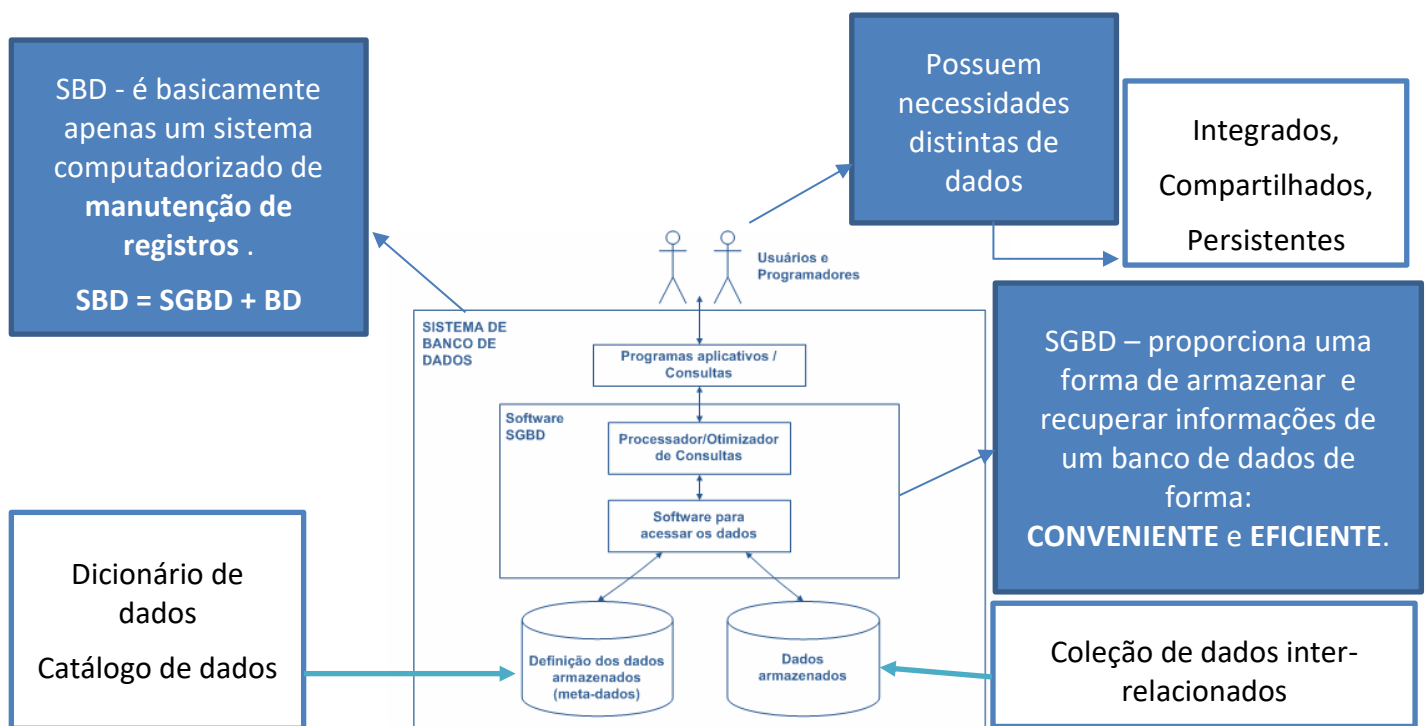 SBD - é basicamente
apenas um sistema
computadorizado de
manutenção de
registros .
SBD = SGBD + BD
Possuem
necessidades
distintas de
dados
Integrados,
Compartilhados,
Persistentes
Usuários e
Programadores
SISTEMA DE
BANCO DE
DADOS
Programas aplicativos /
Consultas
Software
SGBD
Processador/Otimizador
de Consultas
Software para
acessar os dados
SGBD – proporciona uma
forma de armazenar e
recuperar informações de
um banco de dados de
forma:
CONVENIENTE e EFICIENTE.
Dicionário de
dados
Catálogo de dados
Definição dos dados
armazenados
(meta-dados)
Dados
armazenados
Coleção de dados inter-
relacionados